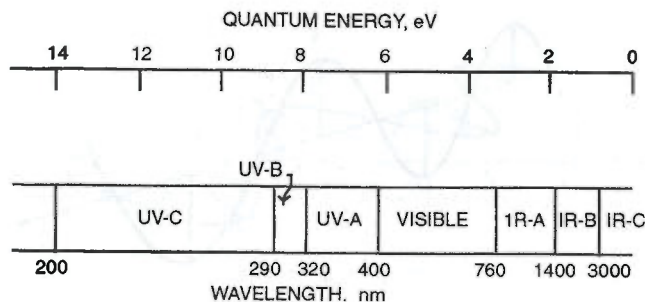 QUANTUM ENERGY, eV
14 12 10 8 6 4 2 0
UV-B
UV-C UV-A VISIBLE 1R-A IR-B IR-C
200 290 320 400 760 1400 3000
WAVELENGTH, nm